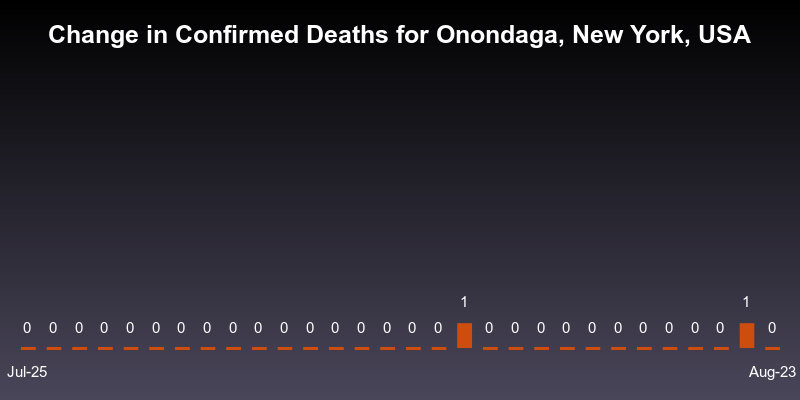 Change in Confirmed Deaths for Onondaga, New York, USA
1 1
0 0 0 0 0 0 0 0 0 0 0 0 0 0 0 0 0 0 0 0 0 0 0 0 0 0 0 0
Jul-25 Aug-23